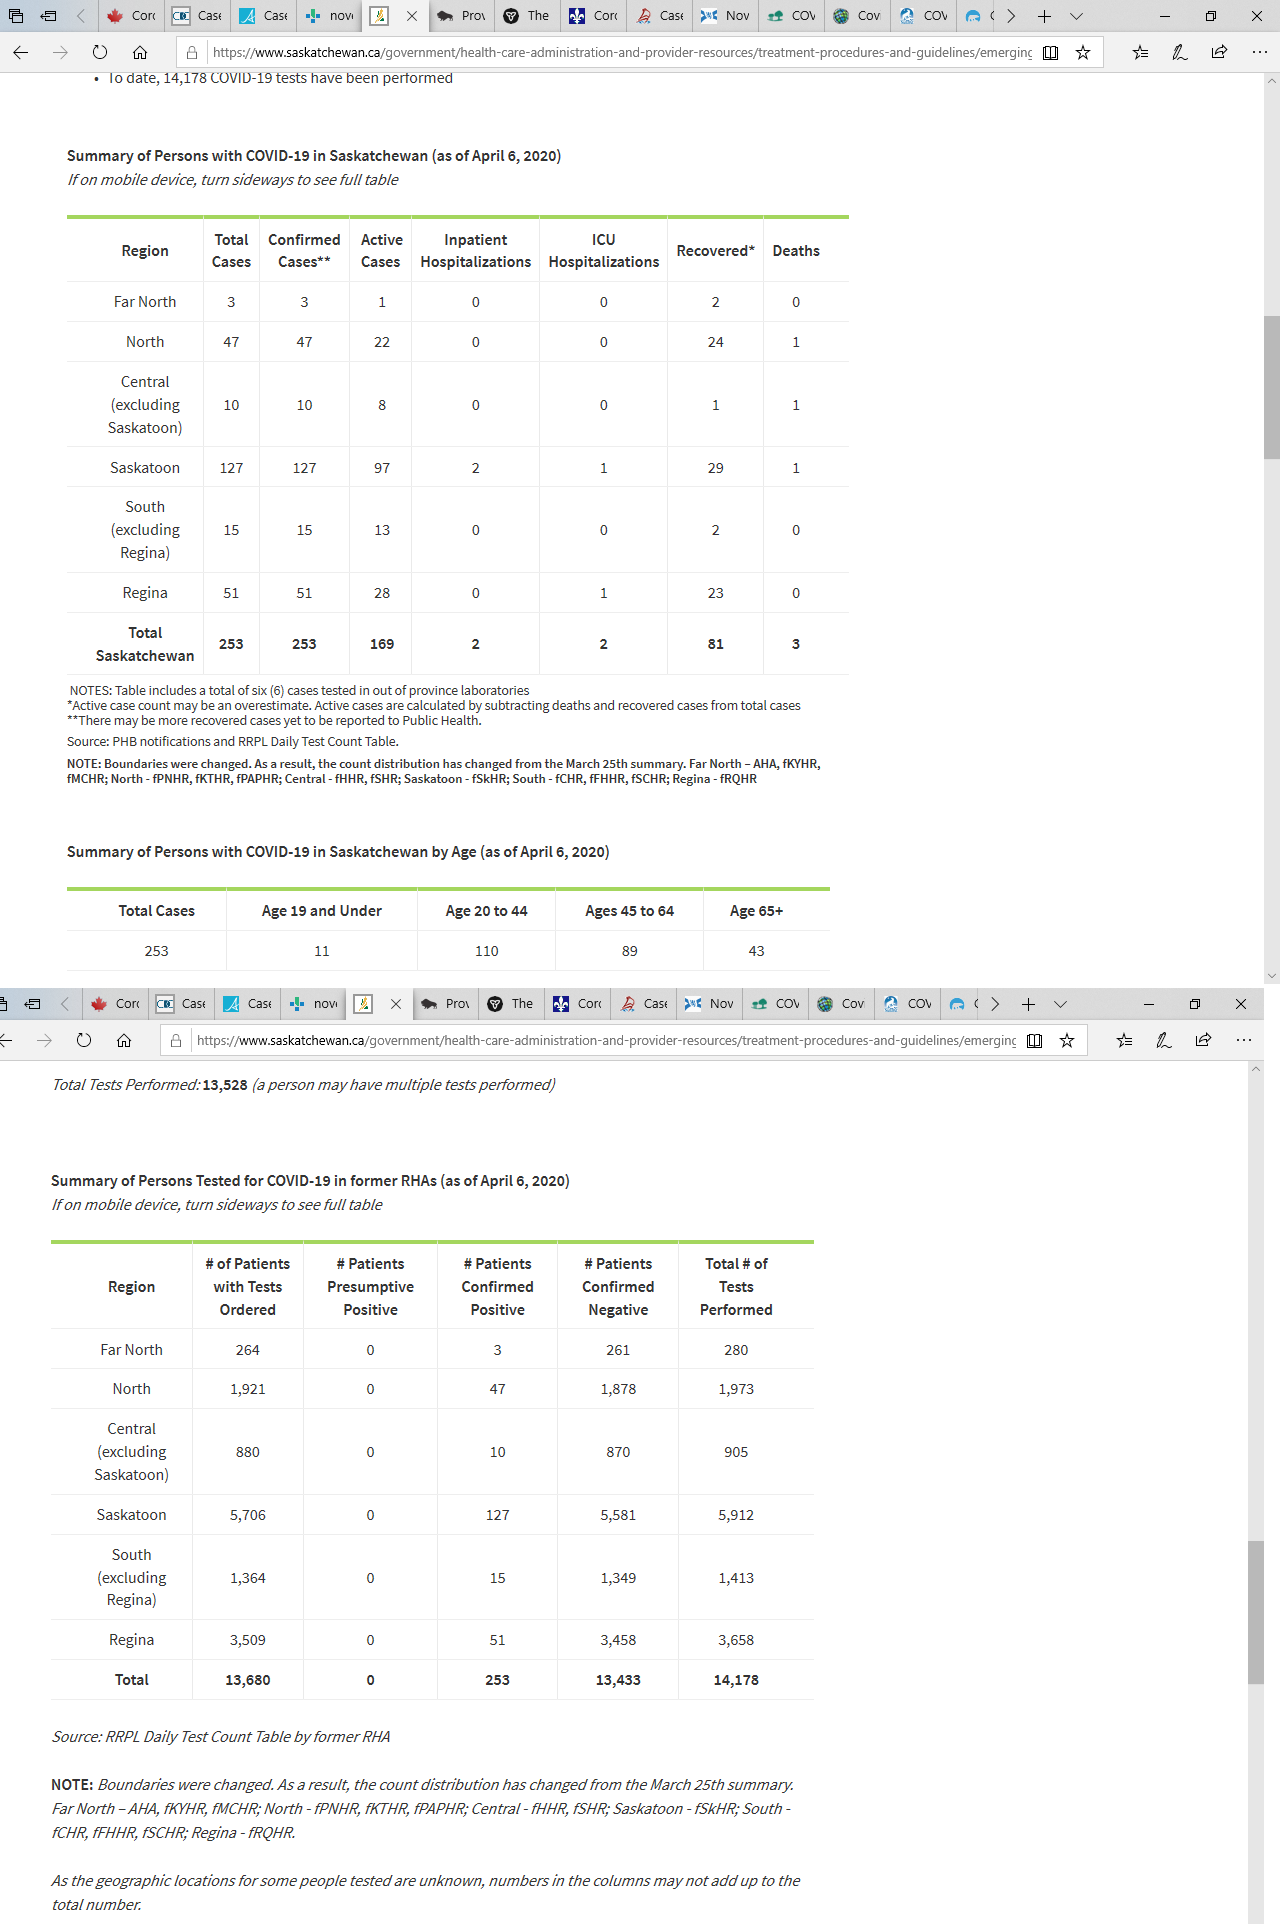 Corc Case Case nov Prov The Corc Case Nov COV Cov COV
https://www.saskatchewan.ca/government/health-care-administration-and-provider-resources/treatment-procedures-and-guidelines/emerging
• To date, 14,178 COVID-19 tests have been performed
Summary of Persons with COVID-19 in Saskatchewan (as of April 6, 2020)
If on mobile device, turn sideways to see full table
Region Total Cases Confirmed Cases** Active Cases Inpatient Hospitalizations ICU Hospitalizations Recovered* Deaths
Far North 3 3 1 0 0 2 0
North 47 47 22 0 0 24 1
Central (excluding Saskatoon) 10 10 8 0 0 1 1
Saskatoon 127 127 97 2 1 29 1
South (excluding Regina) 15 15 13 0 0 2 0
Regina 51 51 28 0 1 23 0
Total Saskatchewan 253 253 169 2 2 81 3
NOTES: Table includes a total of six (6) cases tested in out of province laboratories
*Active case count may be an overestimate. Active cases are calculated by subtracting deaths and recovered cases from total cases
**There may be more recovered cases yet to be reported to Public Health.
Source: PHB notifications and RRPL Daily Test Count Table.
NOTE: Boundaries were changed. As a result, the count distribution has changed from the March 25th summary. Far North – AHA, fKYHR,
fMCHR; North - fPNHR, fKTHR, fPAPHR; Central - fHHR, fSHR; Saskatoon - fSkHR; South - fCHR, fFHHR, fSCHR; Regina - fRQHR
Summary of Persons with COVID-19 in Saskatchewan by Age (as of April 6, 2020)
Total Cases Age 19 and Under Age 20 to 44 Ages 45 to 64 Age 65+
253 11 110 89 43
Corc Case Case nov Prov The Corc Case Nov COV Cov COV
https://www.saskatchewan.ca/government/health-care-administration-and-provider-resources/treatment-procedures-and-guidelines/emerging
Total Tests Performed: 13,528 (a person may have multiple tests performed)
Summary of Persons Tested for COVID-19 in former RHAs (as of April 6, 2020)
If on mobile device, turn sideways to see full table
Region # of Patients with Tests Ordered # Patients Presumptive Positive # Patients Confirmed Positive # Patients Confirmed Negative Total # of Tests Performed
Far North 264 0 3 261 280
North 1,921 0 47 1,878 1,973
Central (excluding Saskatoon) 880 0 10 870 905
Saskatoon 5,706 0 127 5,581 5,912
South (excluding Regina) 1,364 0 15 1,349 1,413
Regina 3,509 0 51 3,458 3,658
Total 13,680 0 253 13,433 14,178
Source: RRPL Daily Test Count Table by former RHA
NOTE: Boundaries were changed. As a result, the count distribution has changed from the March 25th summary.
Far North – AHA, fKYHR, fMCHR; North - fPNHR, fKTHR, fPAPHR; Central - fHHR, fSHR; Saskatoon - fSkHR; South -
fCHR, fFHHR, fSCHR; Regina - fRQHR.
As the geographic locations for some people tested are unknown, numbers in the columns may not add up to the
total number.